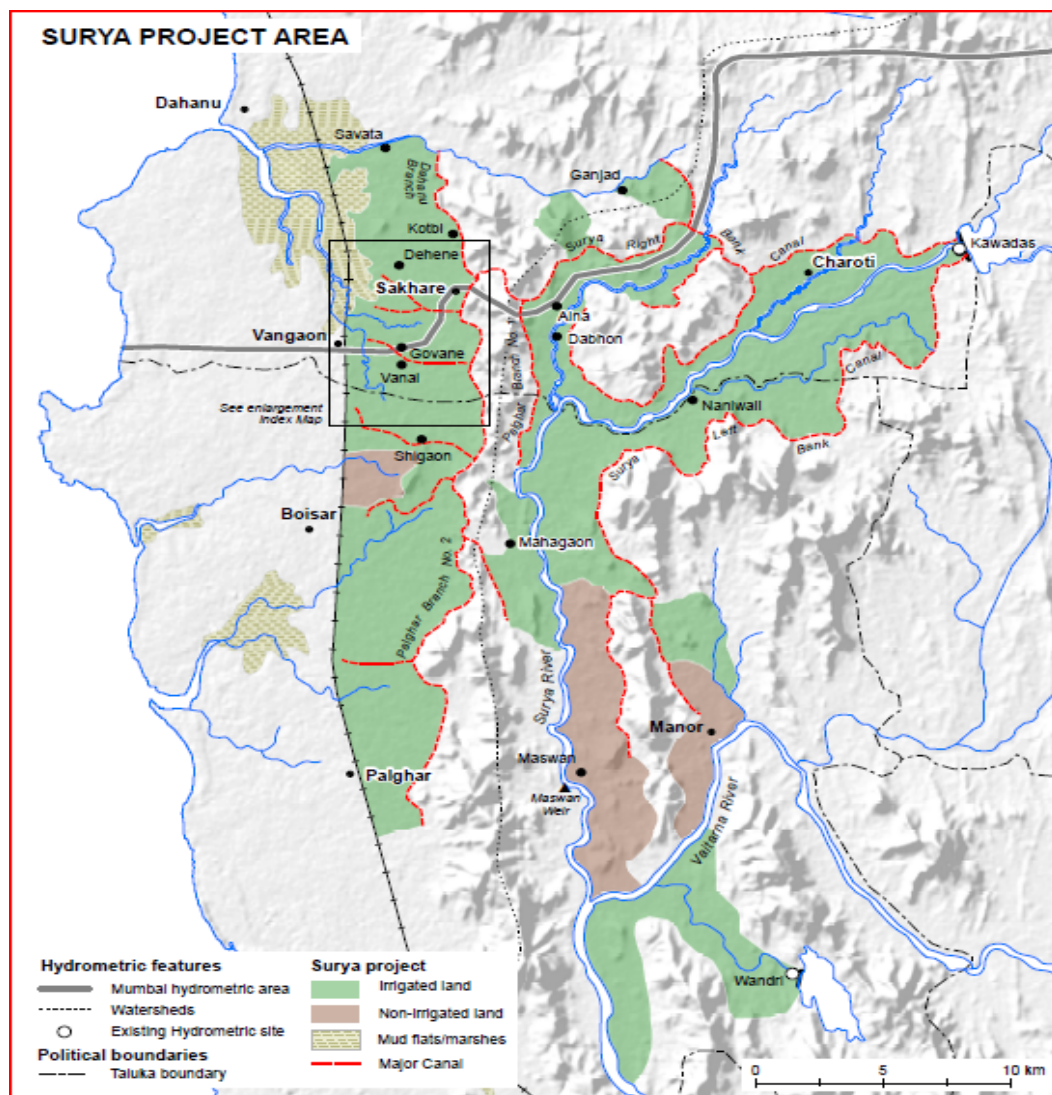 SURYA PROJECT AREA
Dahanu
Savata
Dahanu
Branch
Ganjad
Kotbi
Surya Right Bank Canal
Kawadas
Dehene
Charoti
Sakhare
Aina
Vangaon
Govane
Dabhon
Palghar Brand No. 1
Vanai
Canal
See enlargement
Index Map
Naniwali
Shigaon
Surya Left Bank
Boisar
Mahagaon
Palghar Branch No. 2
Surya River
Manor
Maswan
Palghar
Maswan
Weir
Vaitarna River
Wandri
Hydrometric features
Mumbai hydrometric area
Watersheds
Existing Hydrometric site
Political boundaries
Taluka boundary
Surya project
Irrigated land
Non-irrigated land
Mud flats/marshes
Major Canal
0 5 10 km